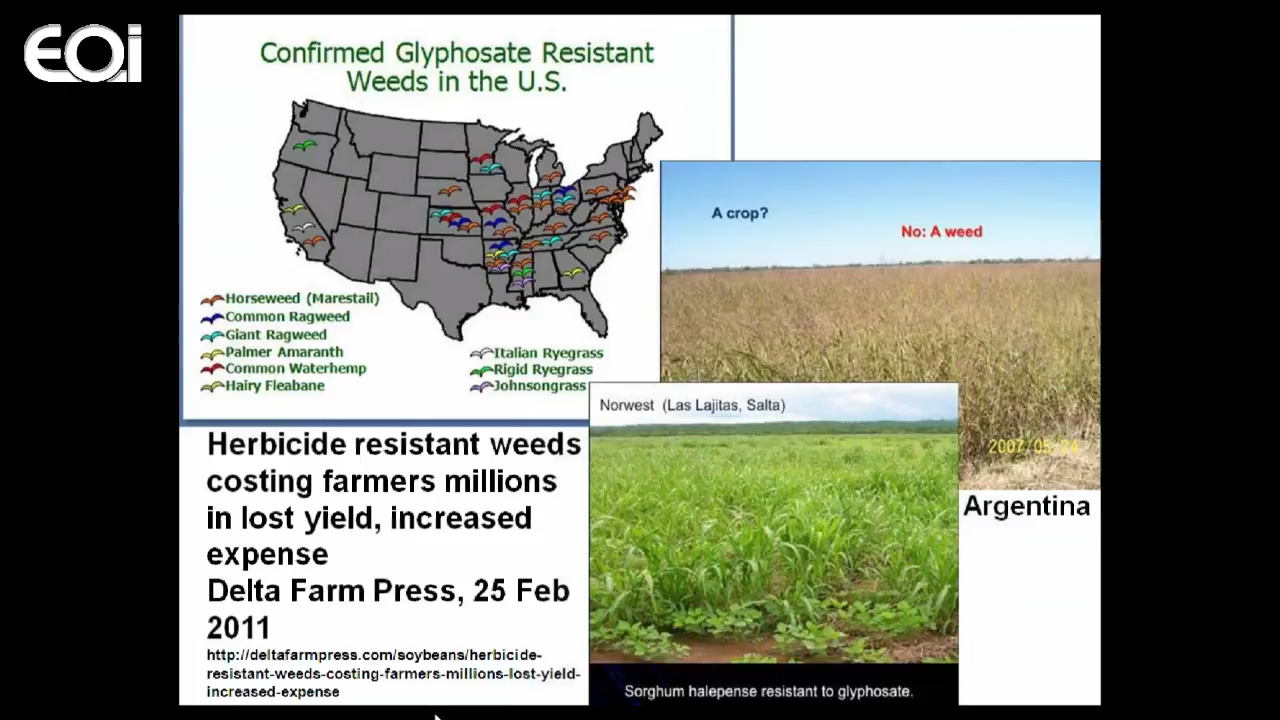 EOi
Confirmed Glyphosate Resistant
Weeds in the U.S.
Horseweed (Marestail)
Common Ragweed
Giant Ragweed
Palmer Amaranth
Common Waterhemp
Hairy Fleabane
Italian Ryegrass
Rigid Ryegrass
Johnsongrass
A crop?
No: A weed
2007/05/24
Argentina
Norwest (Las Lajitas, Salta)
Sorghum halepense resistant to glyphosate.
Herbicide resistant weeds
costing farmers millions
in lost yield, increased
expense
Delta Farm Press, 25 Feb
2011
http://deltafarmpress.com/soybeans/herbicide-
resistant-weeds-costing-farmers-millions-lost-yield-
increased-expense